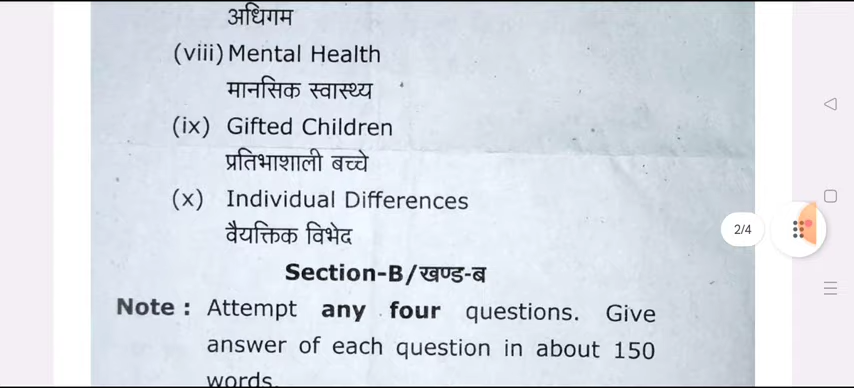 अधिगम
(viii) Mental Health
मानसिक स्वास्थ्य
(ix) Gifted Children
प्रतिभाशाली बच्चे
(x) Individual Differences
वैयक्तिक विभेद
2/4
Section-B/खण्ड-ब
Note : Attempt any four questions. Give
answer of each question in about 150
words.